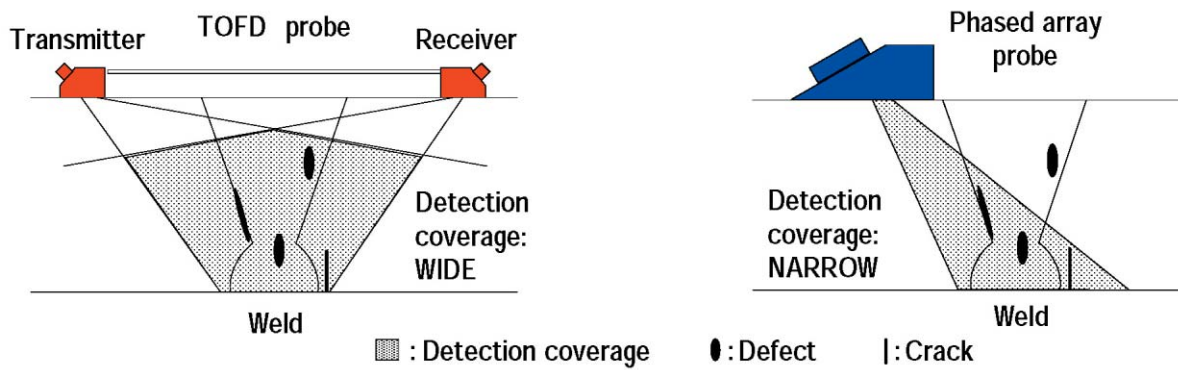 TOFD probe
Transmitter
Receiver
Detection
coverage:
WIDE
Weld
Phased array
probe
Detection
coverage:
NARROW
Weld
: Detection coverage
: Defect
: Crack